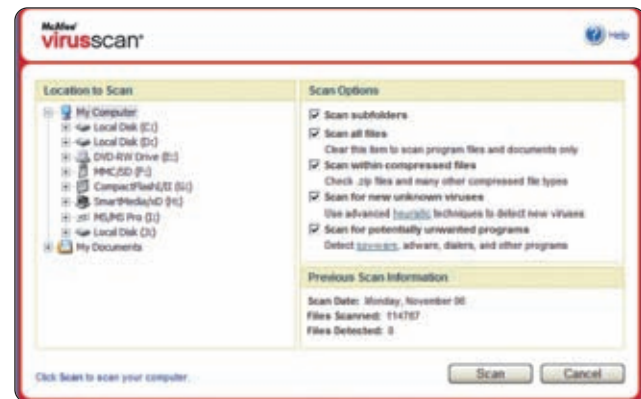 McAfee®
virusscan®
Help
Location to Scan
My Computer
Local Disk (C:)
Local Disk (D:)
DVD-RW Drive (E:)
MMC/SD (F:)
CompactFlash/I/II (G:)
SmartMedia/xD (H:)
MS/MS Pro (I:)
Local Disk (J:)
My Documents
Scan Options
Scan subfolders
Scan all files
Clear this item to scan program files and documents only
Scan within compressed files
Check .zip files and many other compressed file types
Scan for new unknown viruses
Use advanced heuristic techniques to detect new viruses
Scan for potentially unwanted programs
Detect spyware, adware, dialers, and other programs
Previous Scan Information
Scan Date: Monday, November 06
Files Scanned: 114767
Files Detected: 0
Click Scan to scan your computer.
Scan
Cancel